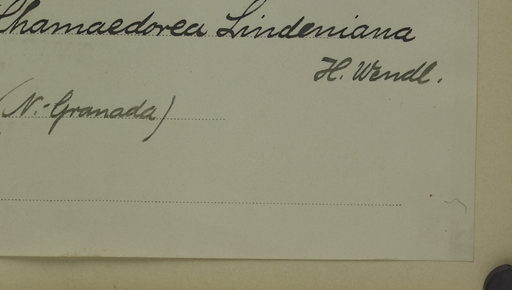 Chamaedorea Lindeniana
H. Wendl.
(N.-Granada)